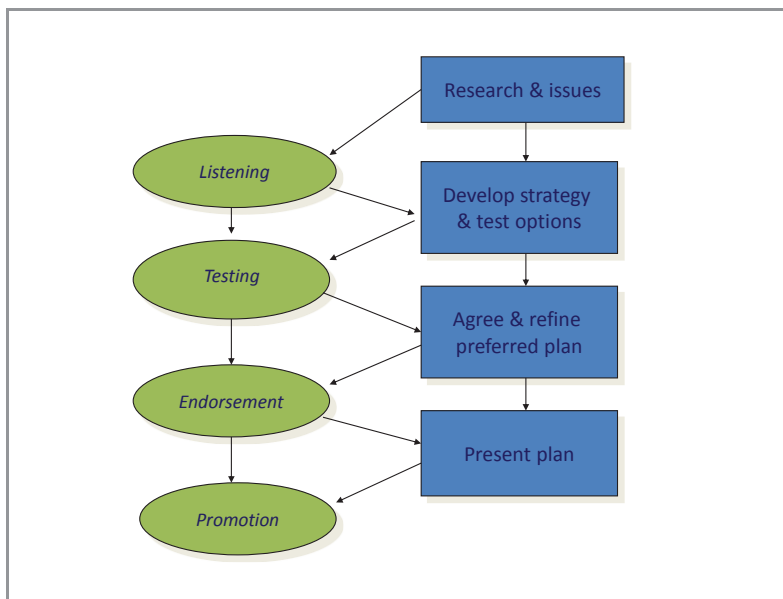 Research & issues
Listening
Develop strategy
& test options
Testing
Agree & refine
preferred plan
Endorsement
Present plan
Promotion